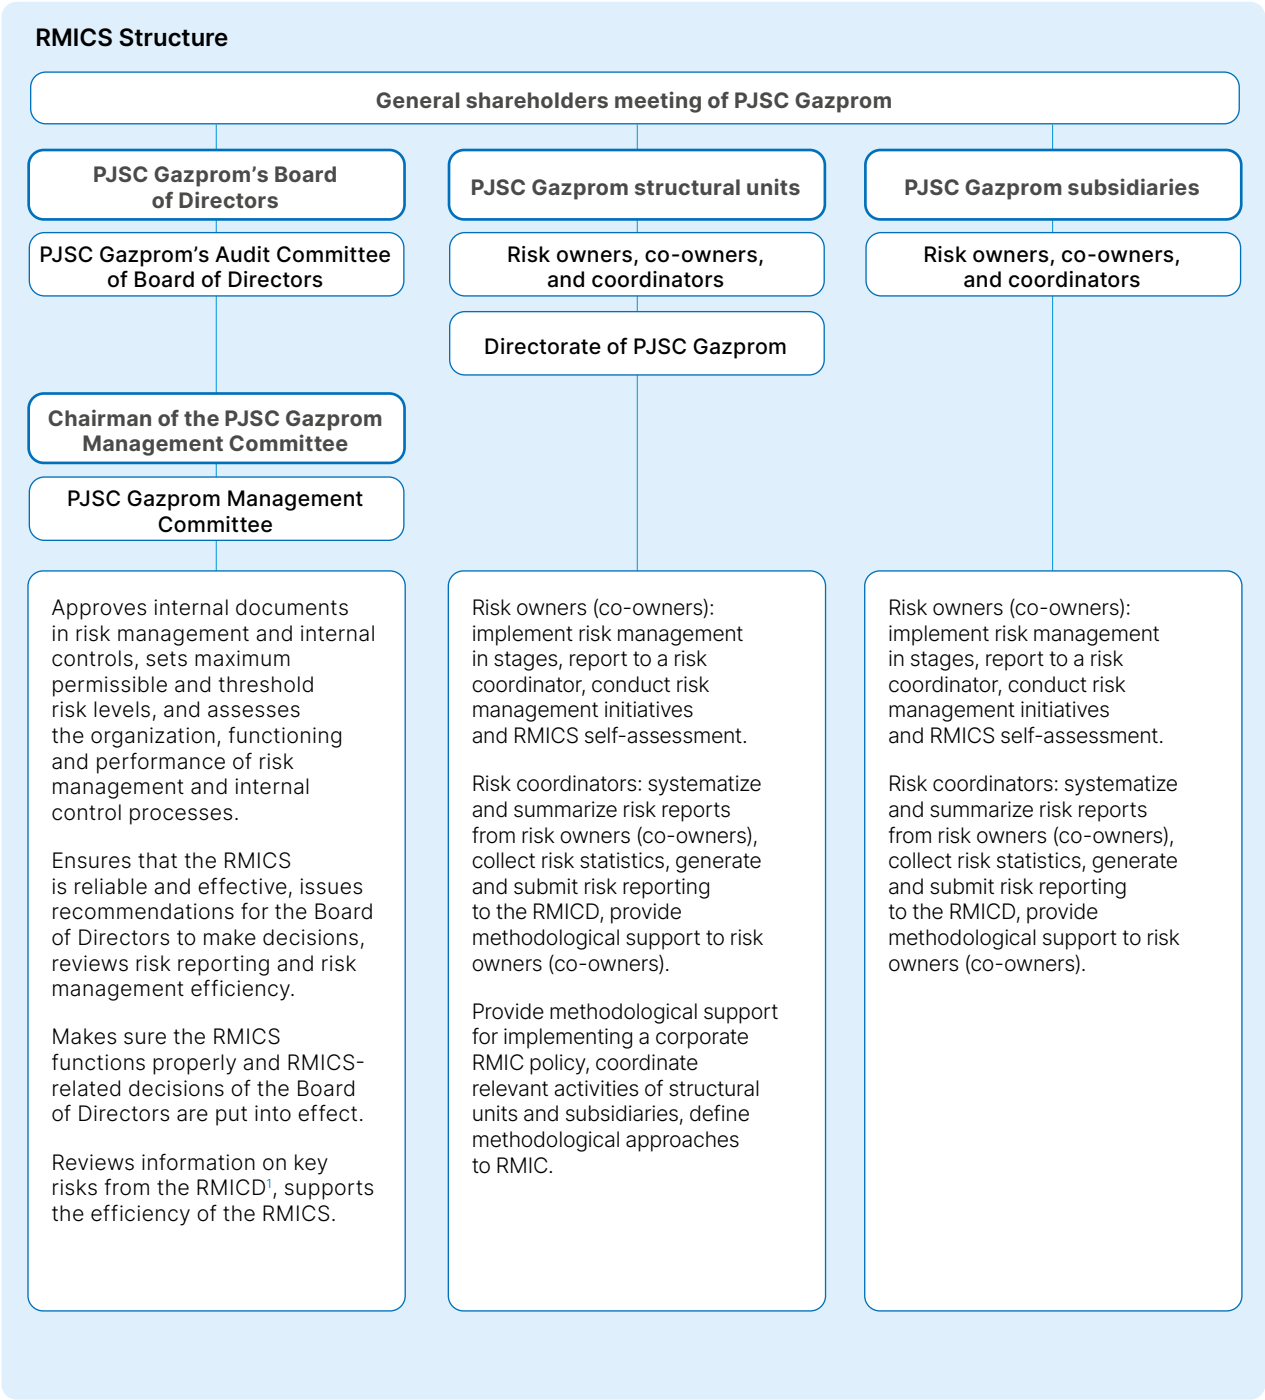 RMICS Structure
General shareholders meeting of PJSC Gazprom
PJSC Gazprom’s Board
of Directors
PJSC Gazprom’s Audit Committee
of Board of Directors
Chairman of the PJSC Gazprom
Management Committee
PJSC Gazprom Management
Committee
Approves internal documents
in risk management and internal
controls, sets maximum
permissible and threshold
risk levels, and assesses
the organization, functioning
and performance of risk
management and internal
control processes.
Ensures that the RMICS
is reliable and effective, issues
recommendations for the Board
of Directors to make decisions,
reviews risk reporting and risk
management efficiency.
Makes sure the RMICS
functions properly and RMICS-
related decisions of the Board
of Directors are put into effect.
Reviews information on key
risks from the RMICD¹, supports
the efficiency of the RMICS.
PJSC Gazprom structural units
Risk owners, co-owners,
and coordinators
Directorate of PJSC Gazprom
Risk owners (co-owners):
implement risk management
in stages, report to a risk
coordinator, conduct risk
management initiatives
and RMICS self-assessment.
Risk coordinators: systematize
and summarize risk reports
from risk owners (co-owners),
collect risk statistics, generate
and submit risk reporting
to the RMICD, provide
methodological support to risk
owners (co-owners).
Provide methodological support
for implementing a corporate
RMIC policy, coordinate
relevant activities of structural
units and subsidiaries, define
methodological approaches
to RMIC.
PJSC Gazprom subsidiaries
Risk owners, co-owners,
and coordinators
Risk owners (co-owners):
implement risk management
in stages, report to a risk
coordinator, conduct risk
management initiatives
and RMICS self-assessment.
Risk coordinators: systematize
and summarize risk reports
from risk owners (co-owners),
collect risk statistics, generate
and submit risk reporting
to the RMICD, provide
methodological support to risk
owners (co-owners).